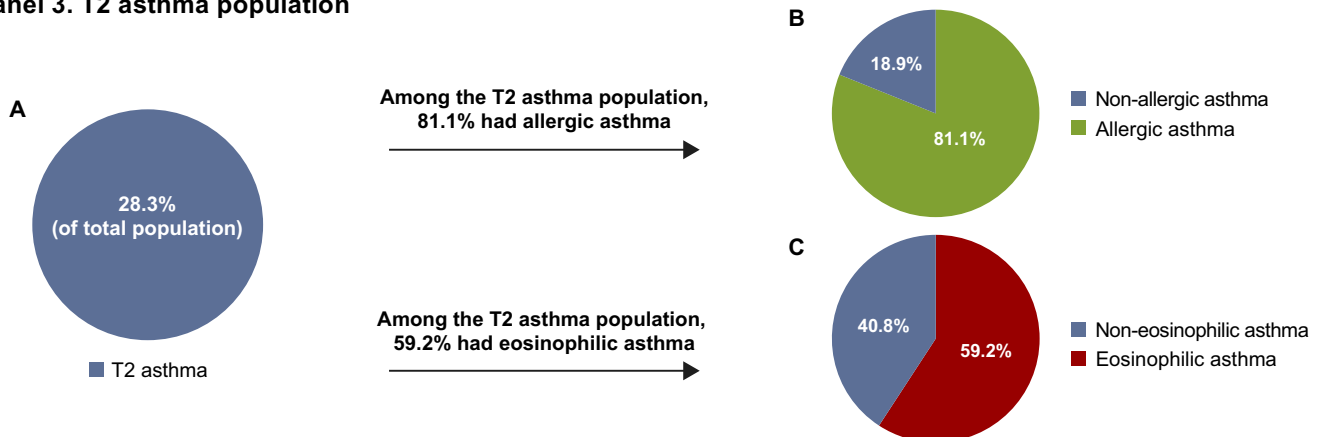 anel 3. T2 asthma population
A
28.3%
(of total population)
T2 asthma
Among the T2 asthma population,
81.1% had allergic asthma
Among the T2 asthma population,
59.2% had eosinophilic asthma
B
18.9%
81.1%
Non-allergic asthma
Allergic asthma
C
40.8%
59.2%
Non-eosinophilic asthma
Eosinophilic asthma